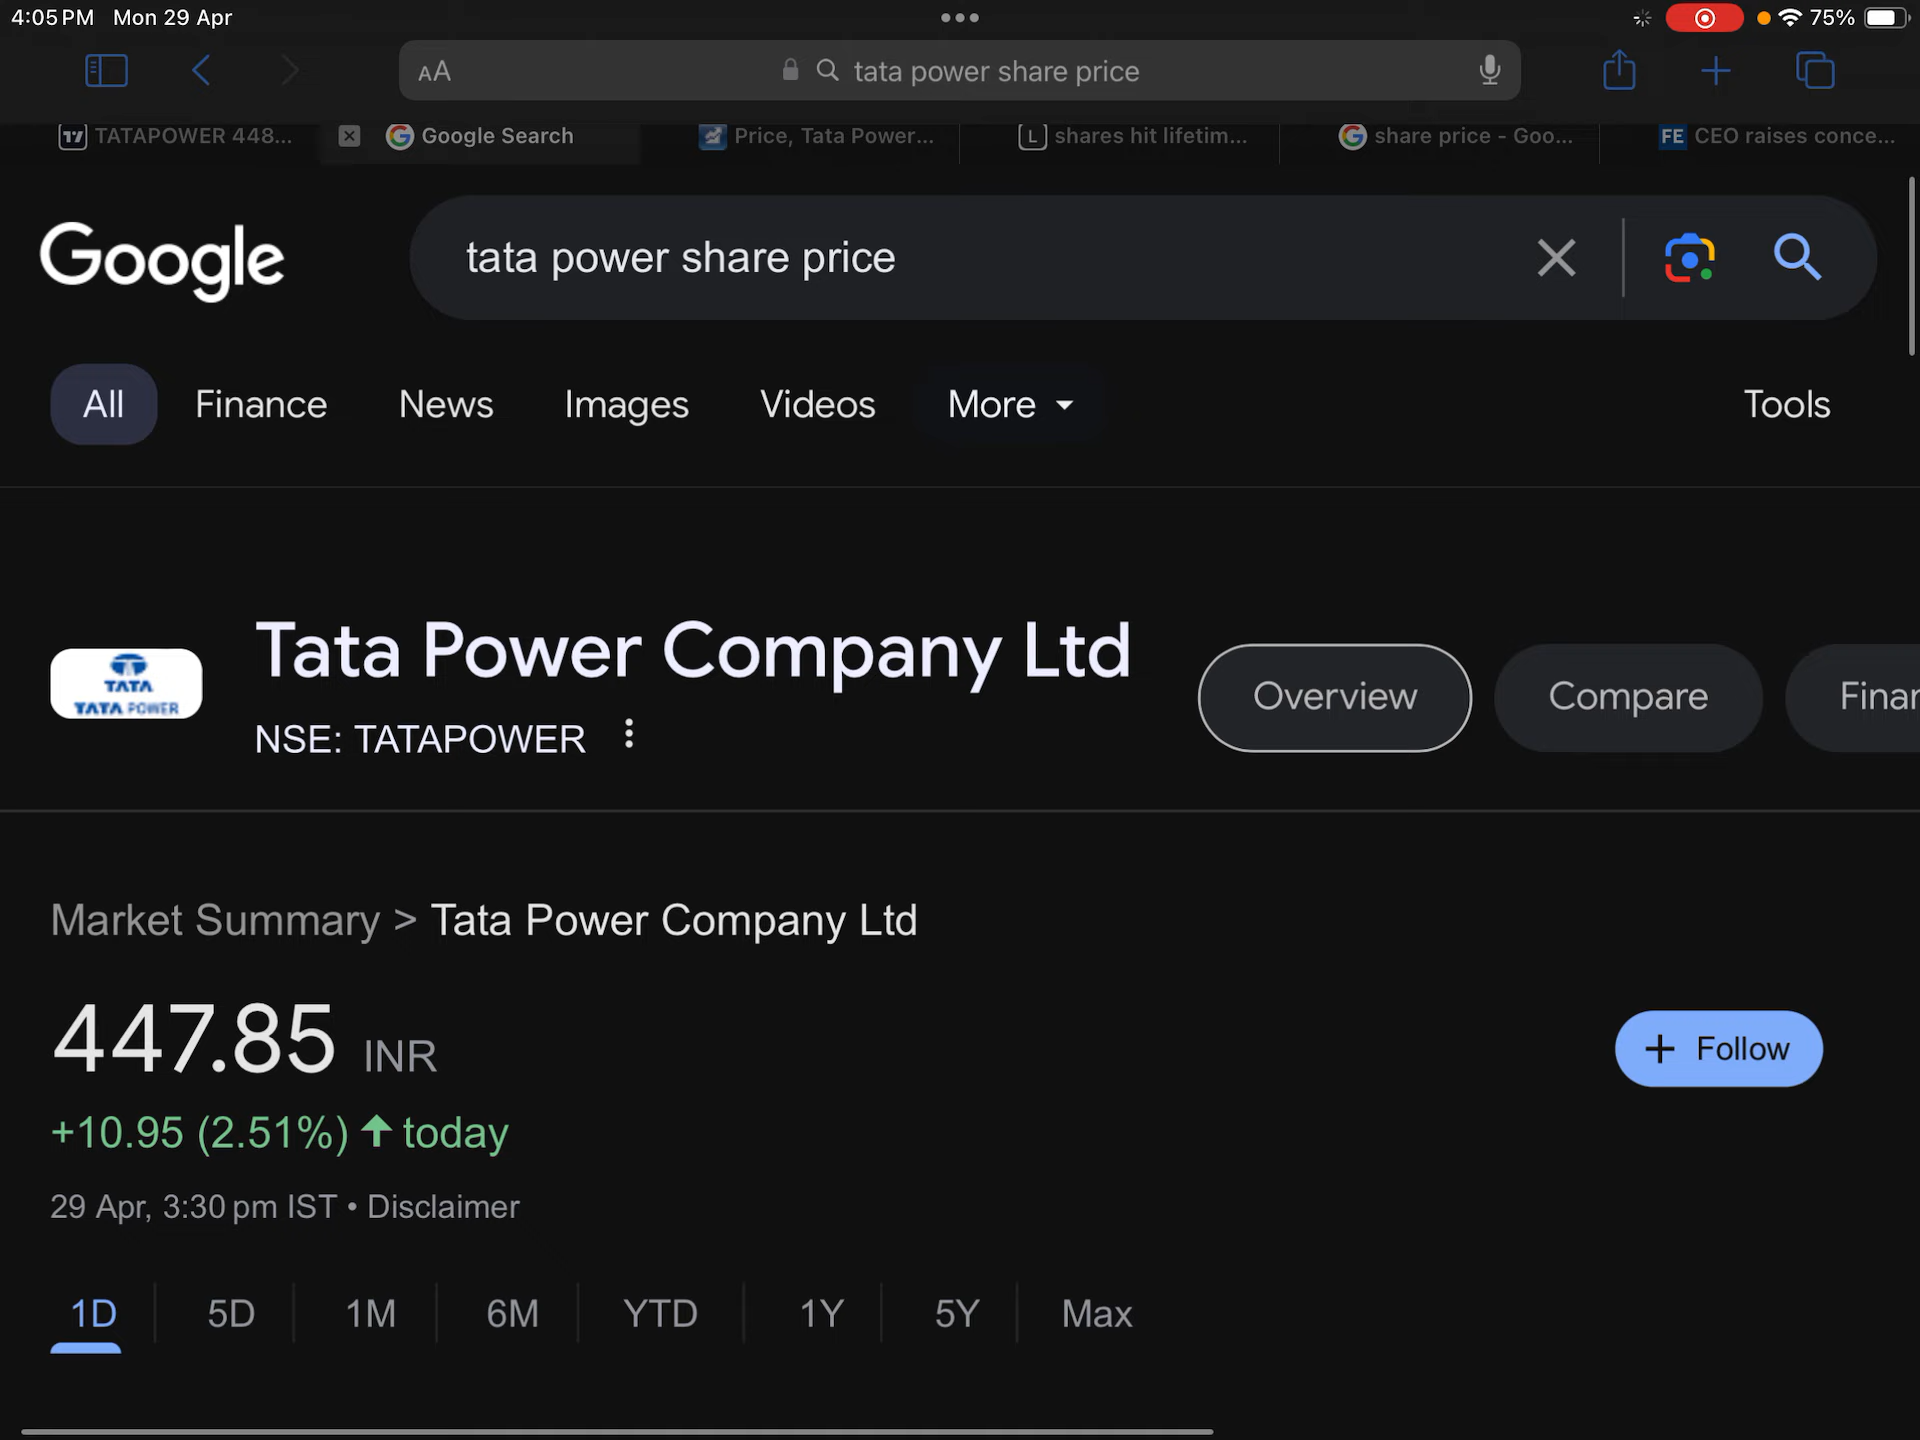 4:05 PM Mon 29 Apr
75%
AA
tata power share price
TATAPOWER 448...
Google Search
Price, Tata Power...
shares hit lifetim...
share price - Goo...
FE CEO raises conce...
Google
tata power share price
All
Finance
News
Images
Videos
More
Tools
TATA
TATA POWER
Tata Power Company Ltd
NSE: TATAPOWER
Overview
Compare
Finan
Market Summary > Tata Power Company Ltd
447.85 INR
+ Follow
+10.95 (2.51%) ↑ today
29 Apr, 3:30 pm IST • Disclaimer
1D
5D
1M
6M
YTD
1Y
5Y
Max